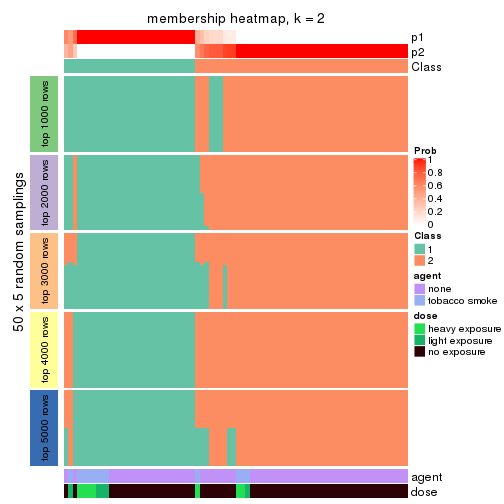 membership heatmap, k = 2
p1
p2
Class
50 x 5 random samplings
top 1000 rows
top 2000 rows
top 3000 rows
top 4000 rows
top 5000 rows
Prob
1
0.8
0.6
0.4
0.2
0
Class
1
2
agent
none
tobacco smoke
dose
heavy exposure
light exposure
no exposure
agent
dose